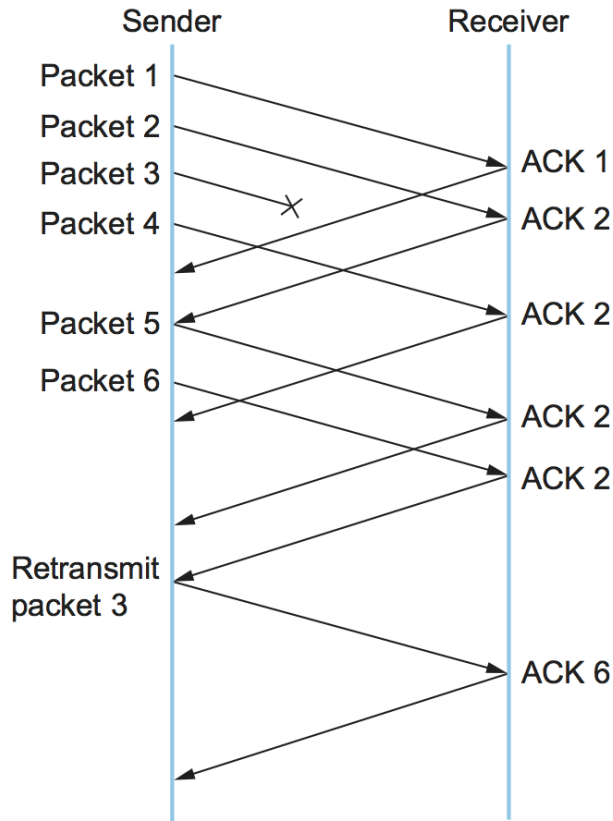 Sender
Receiver
Packet 1
Packet 2
ACK 1
Packet 3
Packet 4
ACK 2
Packet 5
ACK 2
Packet 6
ACK 2
ACK 2
Retransmit
packet 3
ACK 6